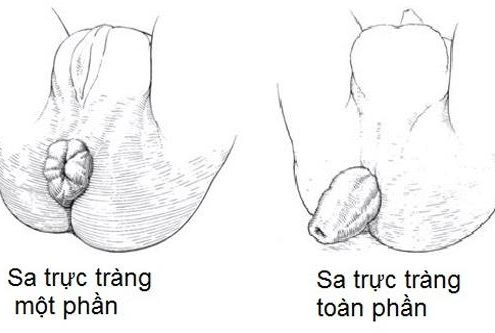 Sa trực tràng
một phần
Sa trực tràng
toàn phần